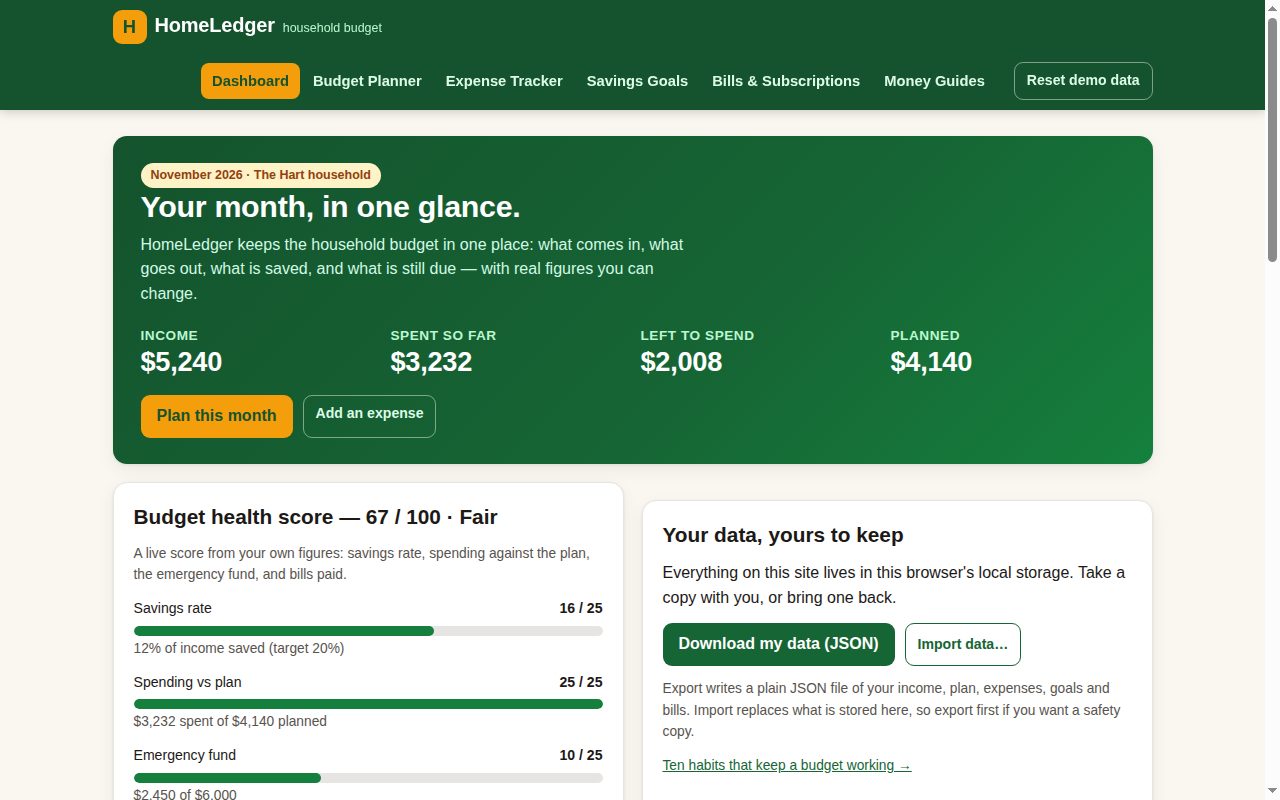 H HomeLedger household budget
Dashboard Budget Planner Expense Tracker Savings Goals Bills & Subscriptions Money Guides Reset demo data
November 2026 · The Hart household
Your month, in one glance.
HomeLedger keeps the household budget in one place: what comes in, what
goes out, what is saved, and what is still due — with real figures you can
change.
INCOME SPENT SO FAR LEFT TO SPEND PLANNED
$5,240 $3,232 $2,008 $4,140
Plan this month Add an expense
Budget health score — 67 / 100 · Fair
A live score from your own figures: savings rate, spending against the plan,
the emergency fund, and bills paid.
Savings rate 16 / 25
12% of income saved (target 20%)
Spending vs plan 25 / 25
$3,232 spent of $4,140 planned
Emergency fund 10 / 25
$2,450 of $6,000
Your data, yours to keep
Everything on this site lives in this browser's local storage. Take a
copy with you, or bring one back.
Download my data (JSON) Import data…
Export writes a plain JSON file of your income, plan, expenses, goals and
bills. Import replaces what is stored here, so export first if you want a safety
copy.
Ten habits that keep a budget working →